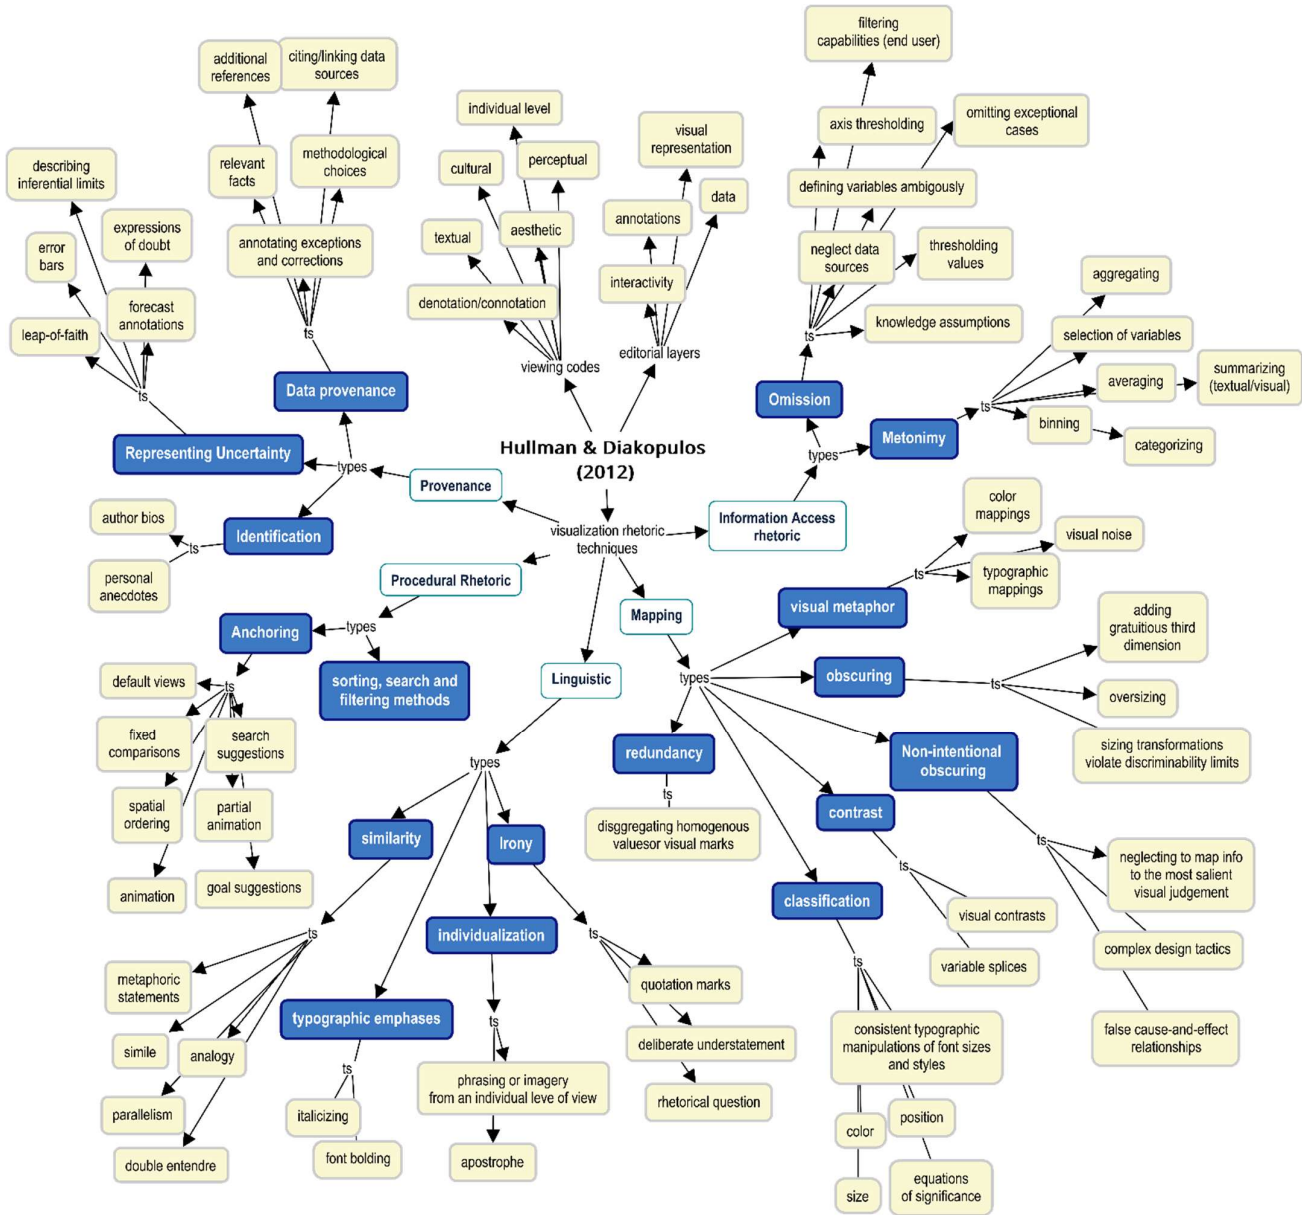 filtering
capabilities (end user)
additional
references
citing/linking data
sources
individual level
visual
representation
axis thresholding
omitting exceptional
cases
describing
inferential limits
relevant
facts
methodological
choices
cultural
perceptual
defining variables ambigously
data
annotations
expressions
of doubt
error
bars
annotating exceptions
and corrections
textual
aesthetic
neglect data
sources
thresholding
values
aggregating
interactivity
denotation/connotation
forecast
annotations
leap-of-faith
ts
knowledge assumptions
ts
selection of variables
viewing codes
editorial layers
summarizing
(textual/visual)
averaging
ts
ts
Data provenance
Omission
binning
Metonimy
categorizing
Representing Uncertainty
types
Hullman & Diakopulos
(2012)
types
Provenance
color
mappings
author bios
Identification
visualization rhetoric
techniques
Information Access
rhetoric
visual noise
ts
personal
anecdotes
Procedural Rhetoric
ts
typographic
mappings
visual metaphor
Mapping
adding
gratuitious third
dimension
Anchoring
types
default views
ts
sorting, search and
filtering methods
Linguistic
types
obscuring
ts
oversizing
fixed
comparisons
search
suggestions
redundancy
Non-intentional
obscuring
sizing transformations
violate discriminability limits
types
ts
spatial
ordering
partial
animation
contrast
similarity
Irony
disggregating homogenous
valuesor visual marks
ts
neglecting to map info
to the most salient
visual judgement
ts
animation
goal suggestions
classification
visual contrasts
individualization
ts
ts
complex design tactics
variable splices
ts
metaphoric
statements
quotation marks
typographic emphases
ts
consistent typographic
manipulations of font sizes
and styles
false cause-and-effect
relationships
simile
analogy
deliberate understatement
ts
phrasing or imagery
from an individual leve of view
rhetorical question
parallelism
italicizing
position
color
double entendre
font bolding
apostrophe
size
equations
of significance